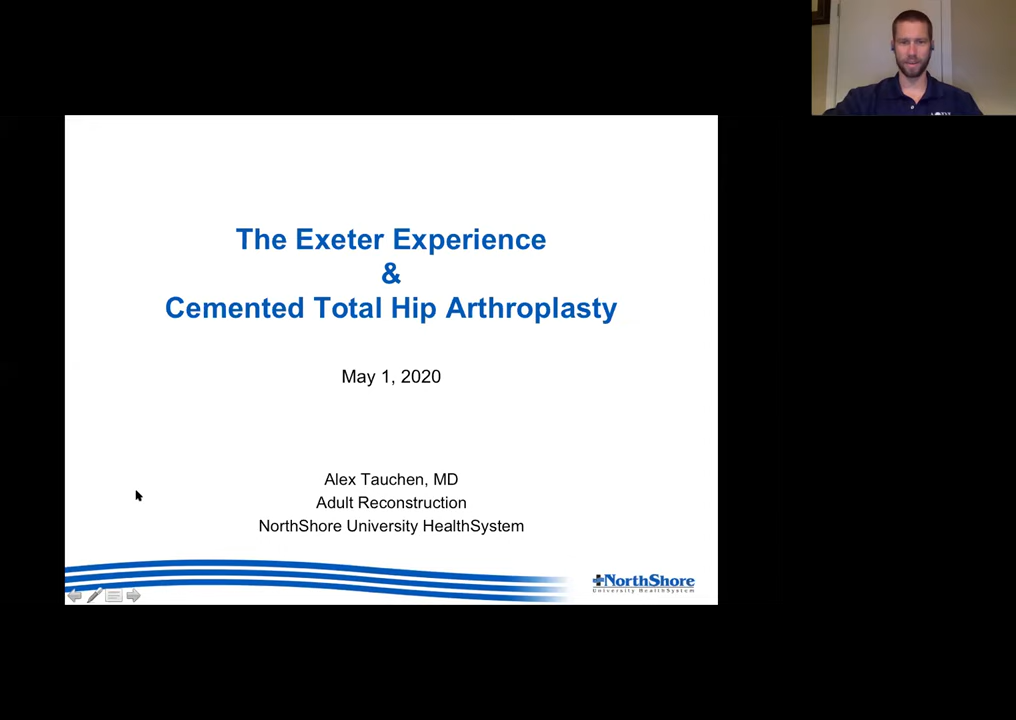 The Exeter Experience
&
Cemented Total Hip Arthroplasty
May 1, 2020
Alex Tauchen, MD
Adult Reconstruction
NorthShore University HealthSystem
NorthShore
University HealthSystem